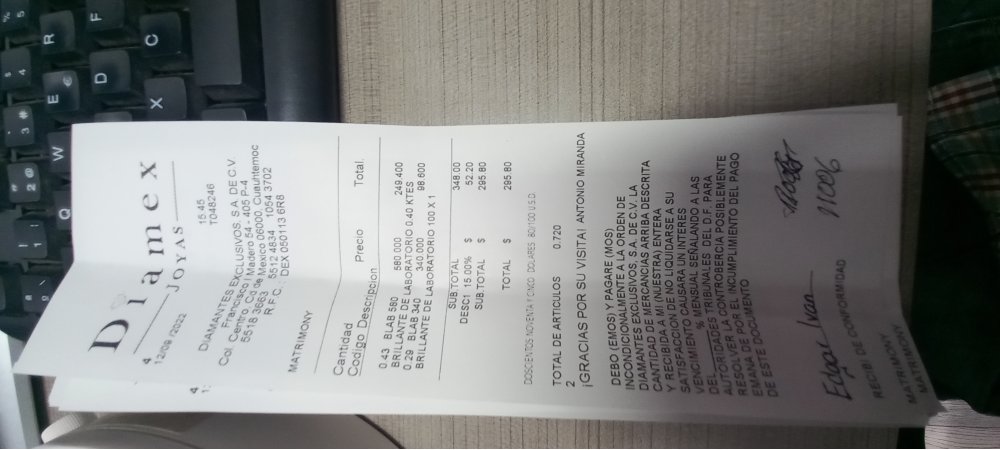 Diamex
JOYAS
4 15.45
12/09 /2022 T048246
DIAMANTES EXCLUSIVOS, S.A. DE C.V.
Francisco I Madero 54 - 405 P-4
Col. Centro, Cd de Mexico 06000, Cuauhtemoc
5518 3663 5512 4834 1054 3702
R.F.C. : DEX 050113 6R8
MATRIMONY
Cantidad Precio Total.
Codigo Descripcion
0.43 BLAB 580 580.000 249.400
BRILLANTE DE LABORATORIO 0.40 KTES
0.29 BLAB 340 340.000 98.600
BRILLANTE DE LABORATORIO 100 X 1
SUB.TOTAL 348.00
DESC1 15.00% $ 52.20
SUB.TOTAL $ 295.80
TOTAL $ 295.80
DOSCIENTOS NOVENTA Y CINCO DOLARES 80/100 U.S.D.
TOTAL DE ARTICULOS 0.720
2
¡GRACIAS POR SU VISITA! ANTONIO MIRANDA
DEBO (EMOS) Y PAGARE (MOS)
INCONDICIONALMENTE A LA ORDEN DE
DIAMANTES EXCLUSIVOS, S.A. DE C.V. LA
CANTIDAD DE MERCANCIAS ARRIBA DESCRITA
Y RECIBIDA A MI (NUESTRA) ENTERA
SATISFACCION DE NO LIQUIDARSE A SU
VENCIMIENTO CAUSARA UN INTERES
DEL % MENSUAL SEÑALANDO A LAS
AUTORIDADES TRIBUNALES DEL D.F. PARA
RESOLVER LA CONTROBERCIA POSIBLEMENTE
EMANA DE POR EL INCUMPLIMIENTO DEL PAGO
DE ESTE DOCUMENTO
Edgar Ivan
11006
RECIBI DE CONFORMIDAD
MATRIMONY
MATRIMONY